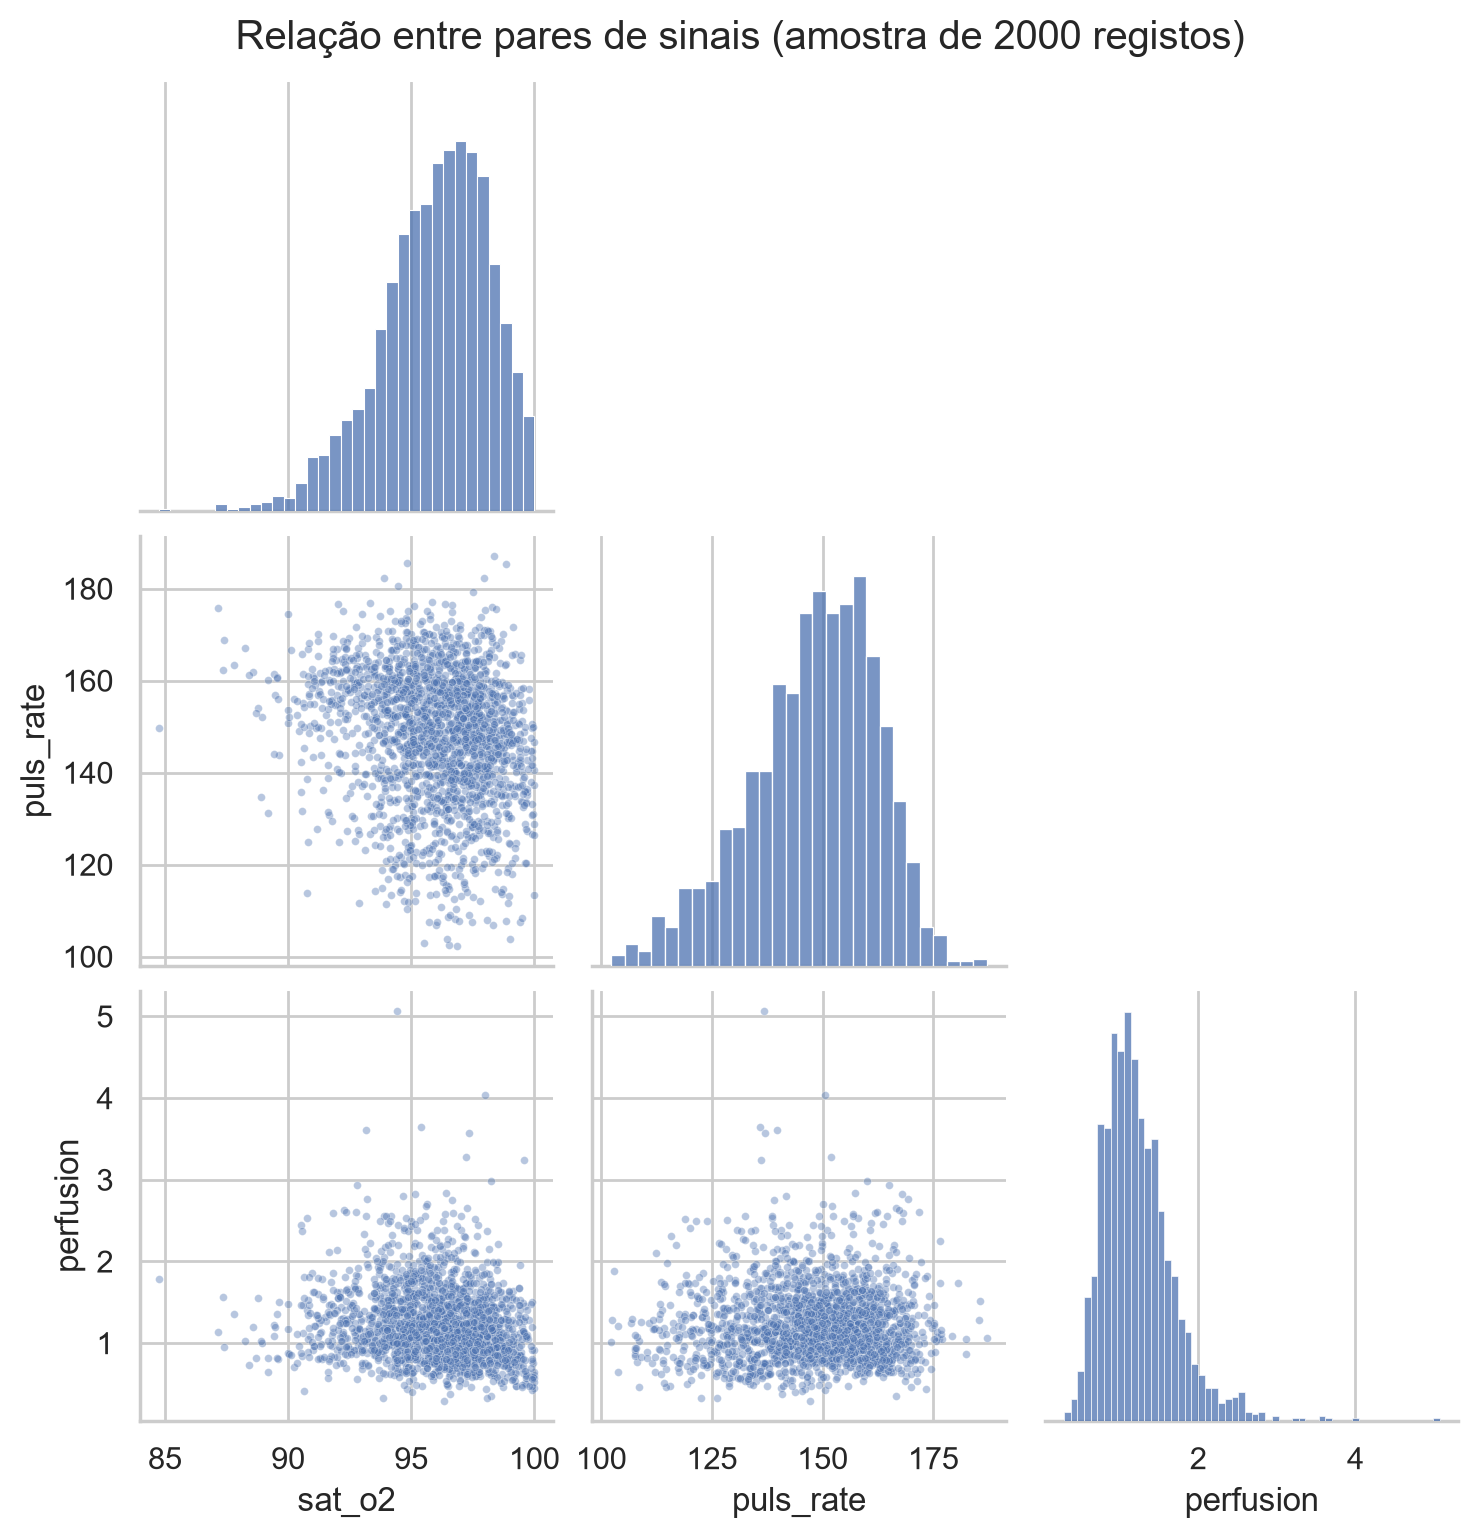 Relação entre pares de sinais (amostra de 2000 registos)
180
160
140
120
100
puls_rate
5
4
3
2
1
perfusion
85 90 95 100
sat_o2
100 125 150 175
puls_rate
2 4
perfusion